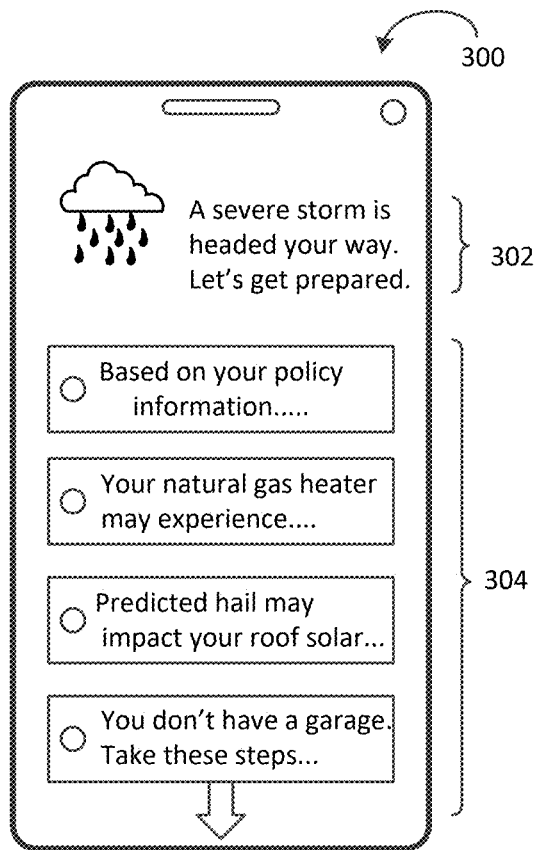 300
A severe storm is
headed your way.
Let's get prepared.
302
Based on your policy
information.....
Your natural gas heater
may experience....
304
Predicted hail may
impact your roof solar...
You don't have a garage.
Take these steps...